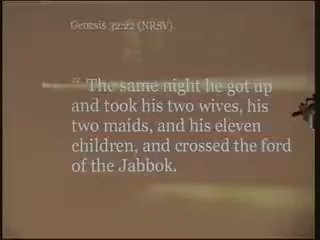 Genesis 32:22 (NRSV)
The same night he got up
and took his two wives, his
two maids, and his eleven
children, and crossed the ford
of the Jabbok.